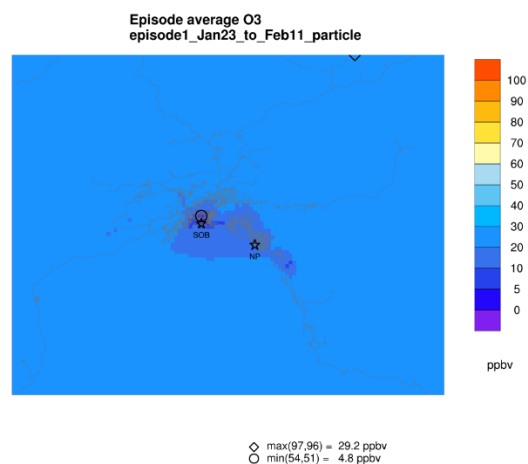 Episode average O3
episode1_Jan23_to_Feb11_particle
100
90
80
70
60
50
40
30
20
10
5
0
SOB
NP
ppbv
max(97,96) = 29.2 ppbv
min(54,51) = 4.8 ppbv